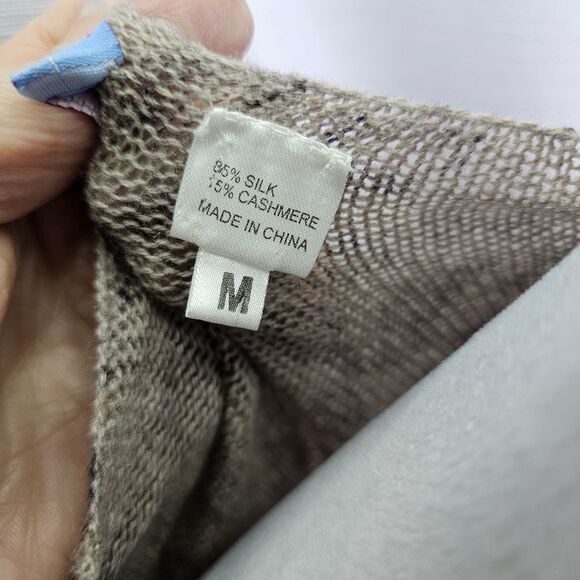 85% SILK
15% CASHMERE
MADE IN CHINA
M